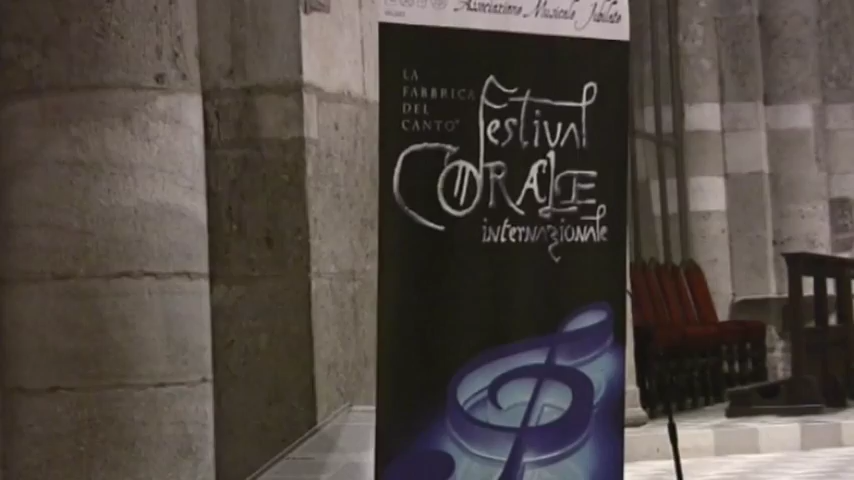 Associazione Musicale Jubilate
LA
FABBRICA
DEL
CANTO
Festival
CORALE
internazionale